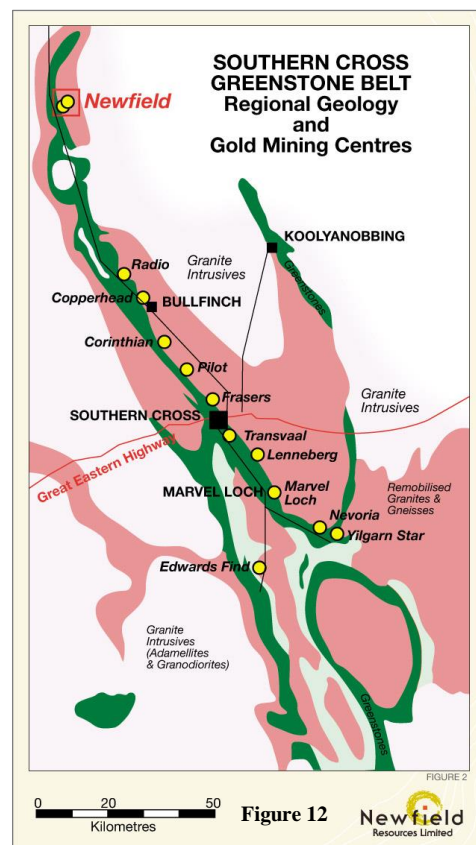 SOUTHERN CROSS
GREENSTONE BELT
Regional Geology
and
Gold Mining Centres
Newfield
KOOLYANOBBING
Greenstones
Granite
Intrusives
Radio
Copperhead
BULLFINCH
Corinthian
Pilot
Frasers
Granite
Intrusives
SOUTHERN CROSS
Transvaal
Great Eastern Highway
Lenneberg
MARVEL LOCH
Marvel
Loch
Remobilised
Granites &
Gneisses
Nevoria
Yilgarn Star
Edwards Find
Granite
Intrusives
(Adamellites
& Granodiorites)
Greenstones
FIGURE 2
0 20 50
Kilometres
Figure 12
Newfield
Resources Limited